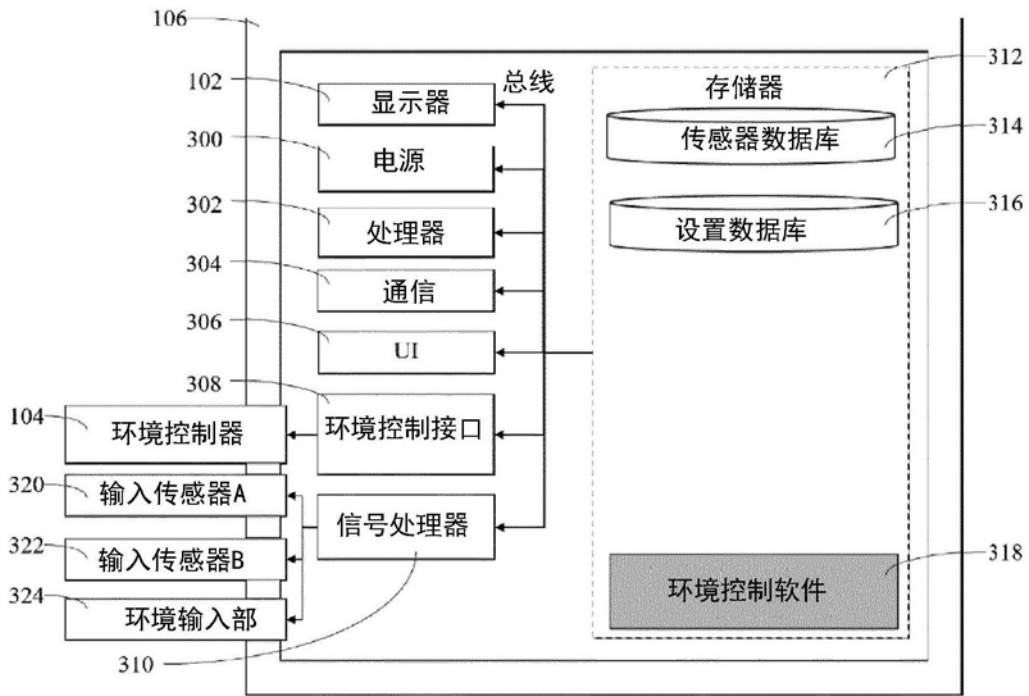 106
102
显示器
总线
存储器
312
300
电源
传感器数据库
314
302
处理器
设置数据库
316
304
通信
306
UI
308
环境控制接口
104
环境控制器
320
输入传感器A
信号处理器
322
输入传感器B
环境控制软件
318
324
环境输入部
310